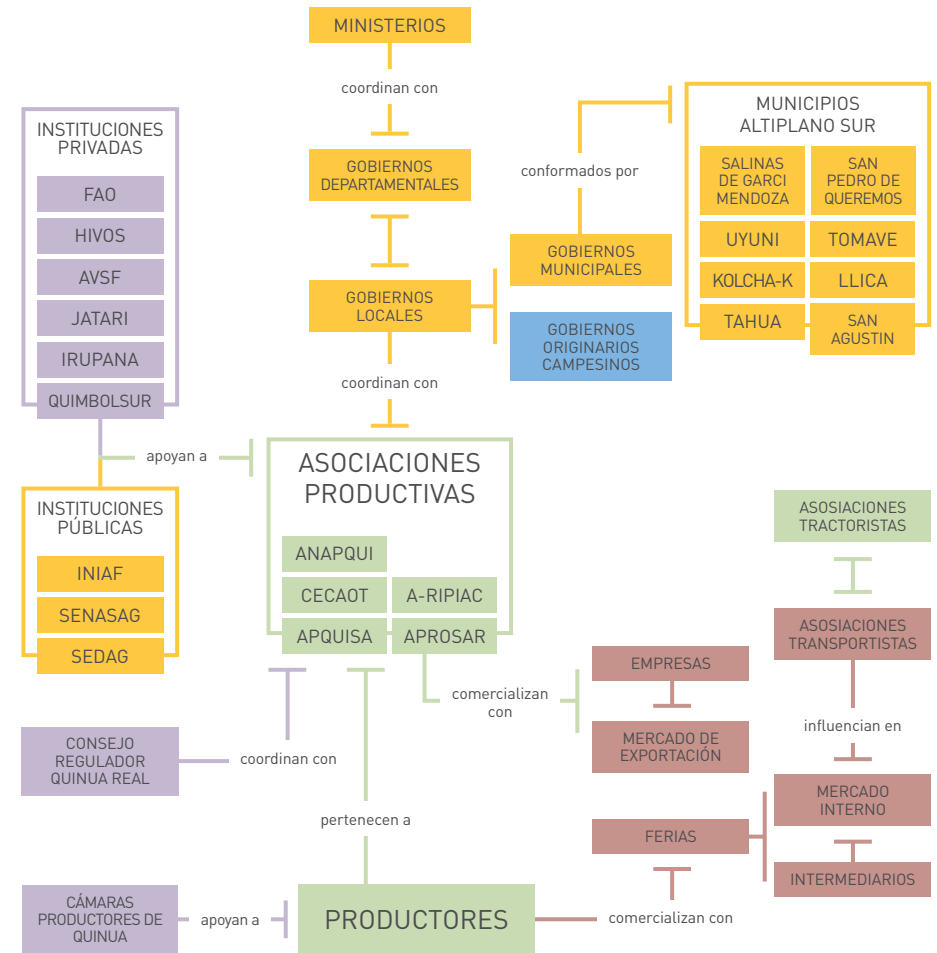 MINISTERIOS
coordinan con
GOBIERNOS
DEPARTAMENTALES
GOBIERNOS
LOCALES
coordinan con
INSTITUCIONES
PRIVADAS
FAO
HIVOS
AVSF
JATARI
IRUPANA
QUIMBOLSUR
apoyan a
INSTITUCIONES
PÚBLICAS
INIAF
SENASAG
SEDAG
conformados por
GOBIERNOS
MUNICIPALES
GOBIERNOS
ORIGINARIOS
CAMPESINOS
MUNICIPIOS
ALTIPLANO SUR
SALINAS
DE GARCI
MENDOZA
SAN
PEDRO DE
QUEREMOS
UYUNI
TOMAVE
KOLCHA-K
LLICA
TAHUA
SAN
AGUSTIN
ASOCIACIONES
PRODUCTIVAS
ANAPQUI
CECAOT
A-RIPIAC
APQUISA
APROSAR
comercializan
con
EMPRESAS
MERCADO DE
EXPORTACIÓN
ASOSIACIONES
TRACTORISTAS
ASOSIACIONES
TRANSPORTISTAS
influencian en
MERCADO
INTERNO
INTERMEDIARIOS
FERIAS
CONSEJO
REGULADOR
QUINUA REAL
coordinan con
pertenecen a
CÁMARAS
PRODUCTORES DE
QUINUA
apoyan a
PRODUCTORES
comercializan con